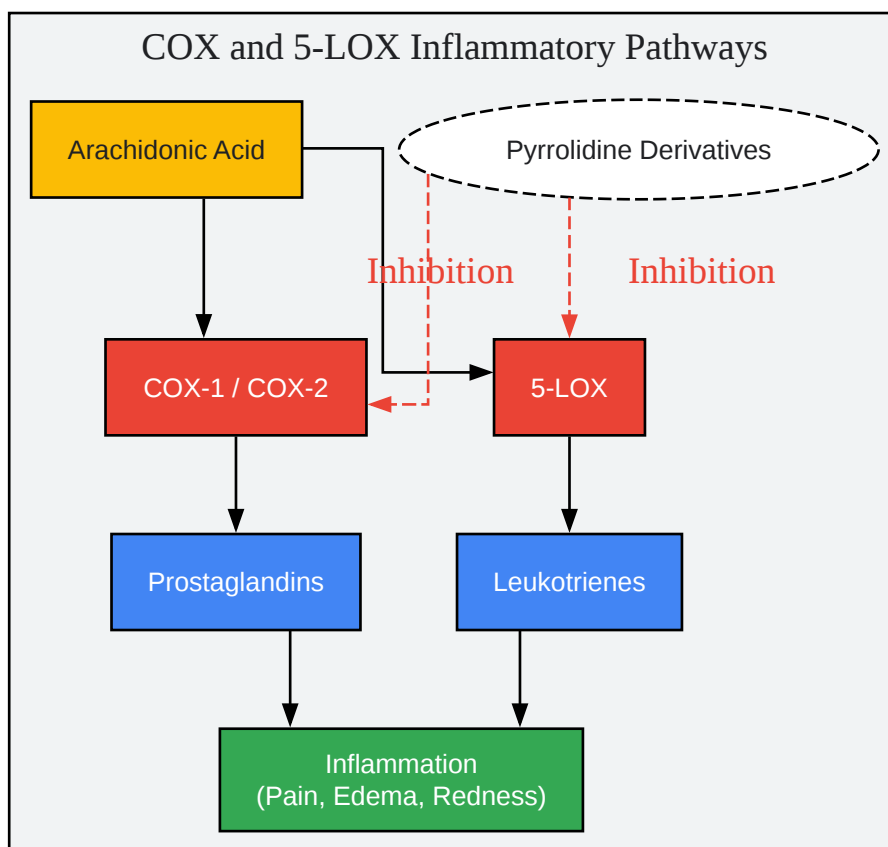 COX and 5-LOX Inflammatory Pathways
Arachidonic Acid
Pyrrolidine Derivatives
Inhibition
Inhibition
COX-1 / COX-2
5-LOX
Prostaglandins
Leukotrienes
Inflammation
(Pain, Edema, Redness)